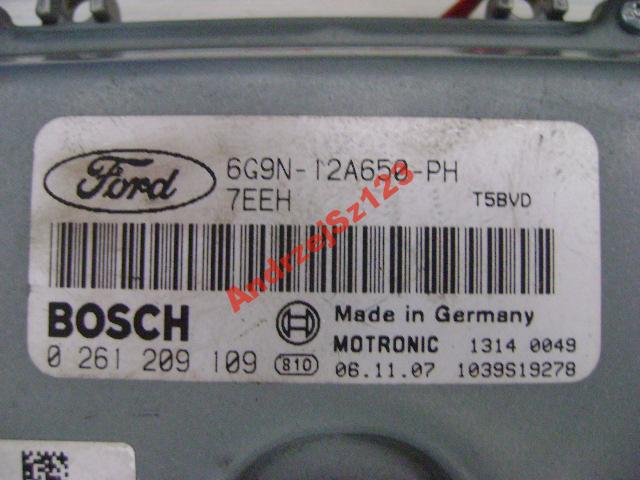 Ford
6G9N-12A650-PH
7EEH
T5BVD
AndrzejSz123
BOSCH
Made in Germany
MOTRONIC 1314 0049
0 261 209 109 810 06.11.07 1039S19278